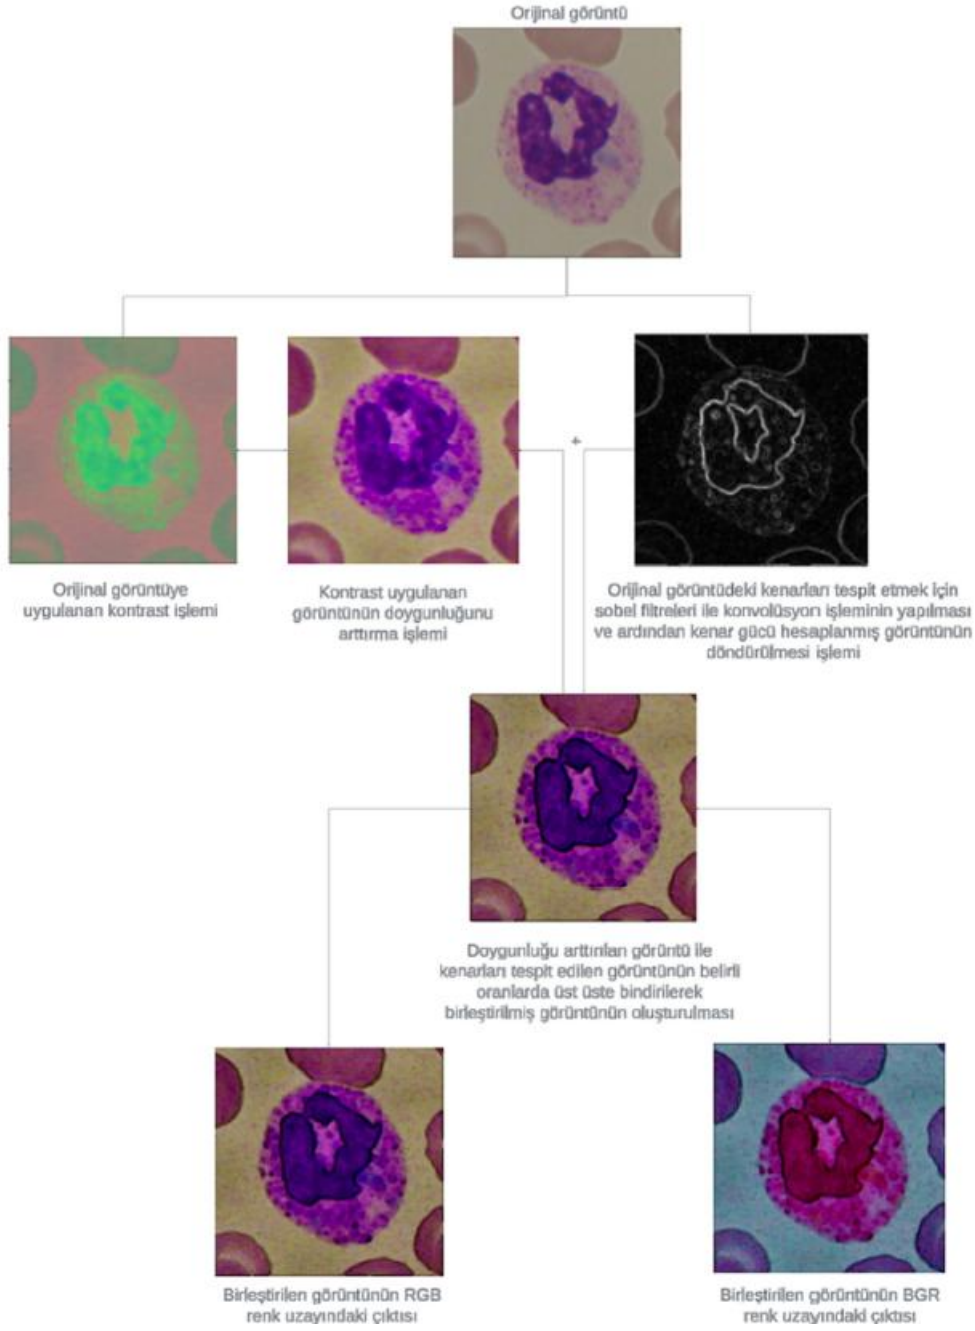 Orijinal görüntü
+
Orijinal görüntüye
uygulanan kontrast işlemi
Kontrast uygulanan
görüntünün doygunluğunu
arttırma işlemi
Orijinal görüntüdeki kenarları tespit etmek için
sobel filtreleri ile konvolüsyon işleminin yapılması
ve ardından kenar gücü hesaplanmış görüntünün
döndürülmesi işlemi
Doygunluğu arttırılan görüntü ile
kenarları tespit edilen görüntünün belirli
oranlarda üst üste bindirilerek
birleştirilmiş görüntünün oluşturulması
Birleştirilen görüntünün RGB
renk uzayındaki çıktısı
Birleştirilen görüntünün BGR
renk uzayındaki çıktısı